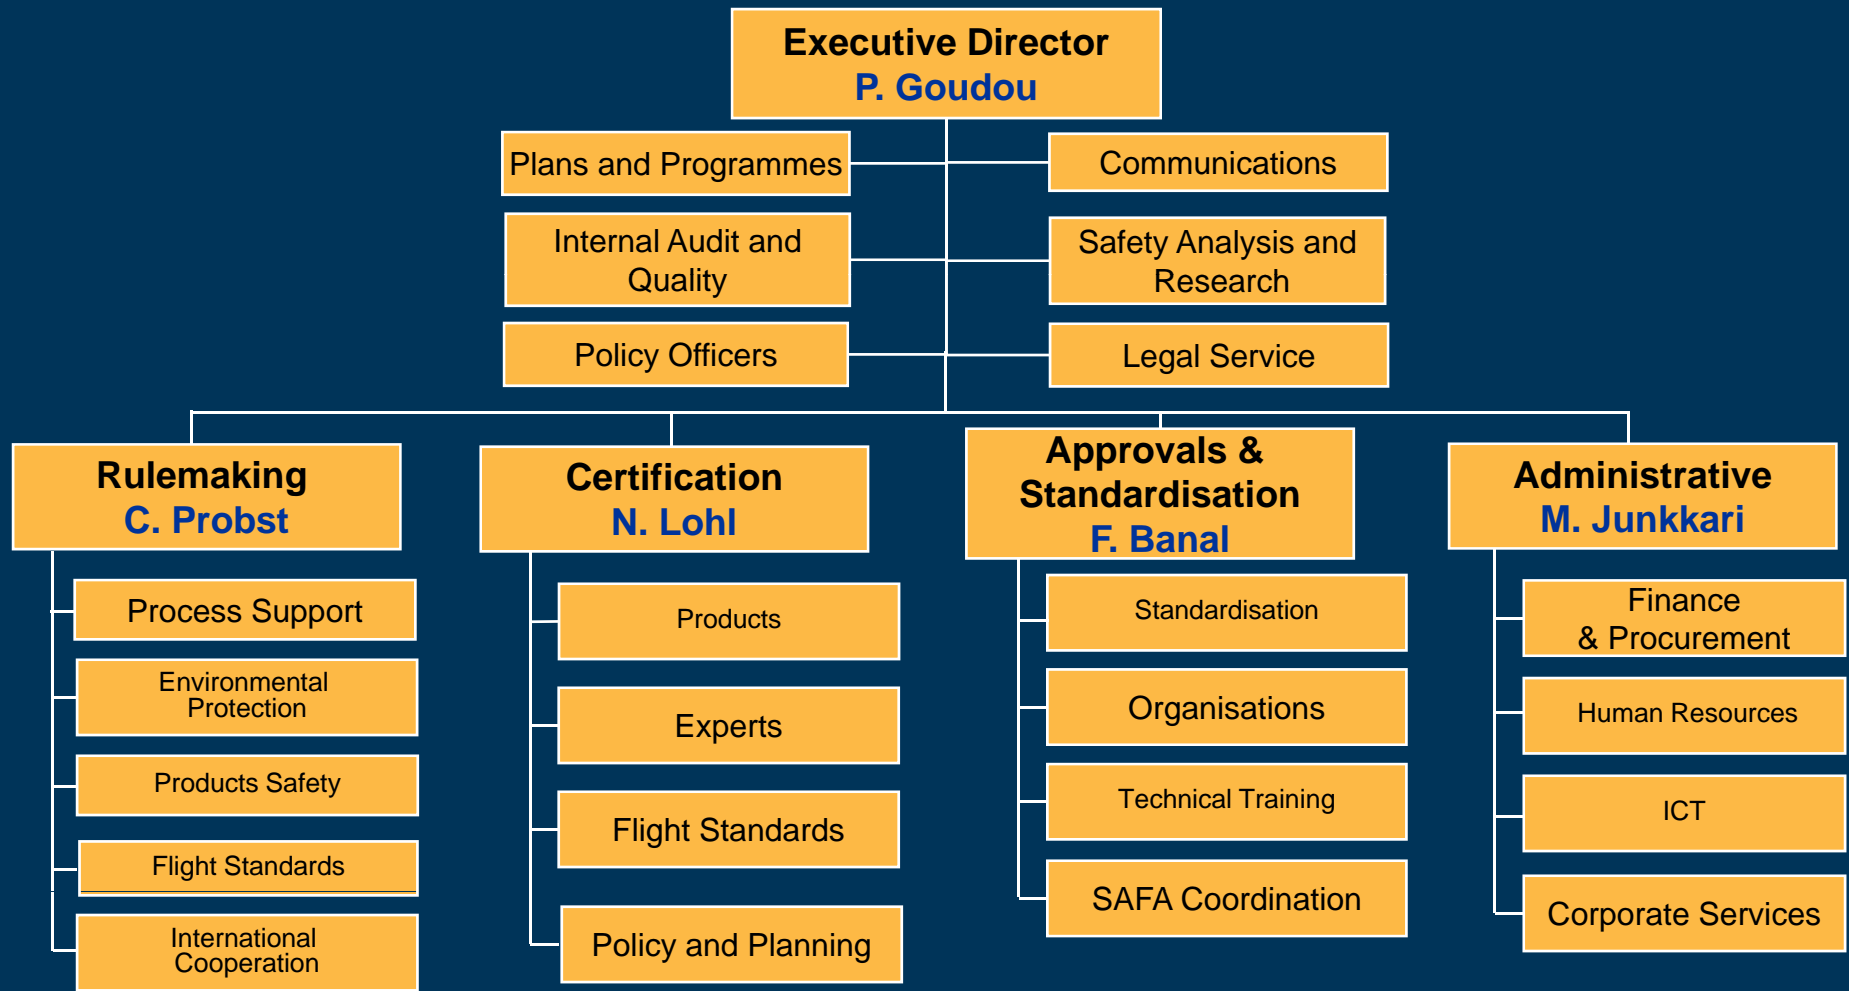 Executive Director
P. Goudou
Plans and Programmes
Communications
Internal Audit and
Quality
Safety Analysis and
Research
Policy Officers
Legal Service
Rulemaking
C. Probst
Process Support
Environmental
Protection
Products Safety
Flight Standards
International
Cooperation
Certification
N. Lohl
Products
Experts
Flight Standards
Policy and Planning
Approvals &
Standardisation
F. Banal
Standardisation
Organisations
Technical Training
SAFA Coordination
Administrative
M. Junkkari
Finance
& Procurement
Human Resources
ICT
Corporate Services